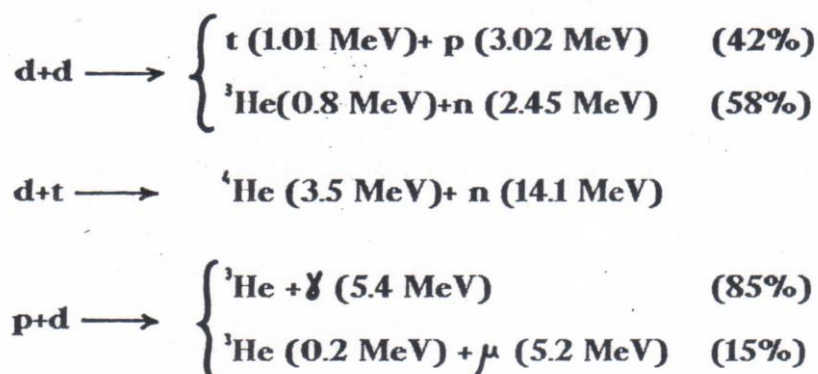 t (1.01 MeV)+ p (3.02 MeV) (42%)
d+d ⟶
³He(0.8 MeV)+n (2.45 MeV) (58%)
d+t ⟶ ⁴He (3.5 MeV)+ n (14.1 MeV)
³He +γ (5.4 MeV) (85%)
p+d ⟶
³He (0.2 MeV) +μ (5.2 MeV) (15%)